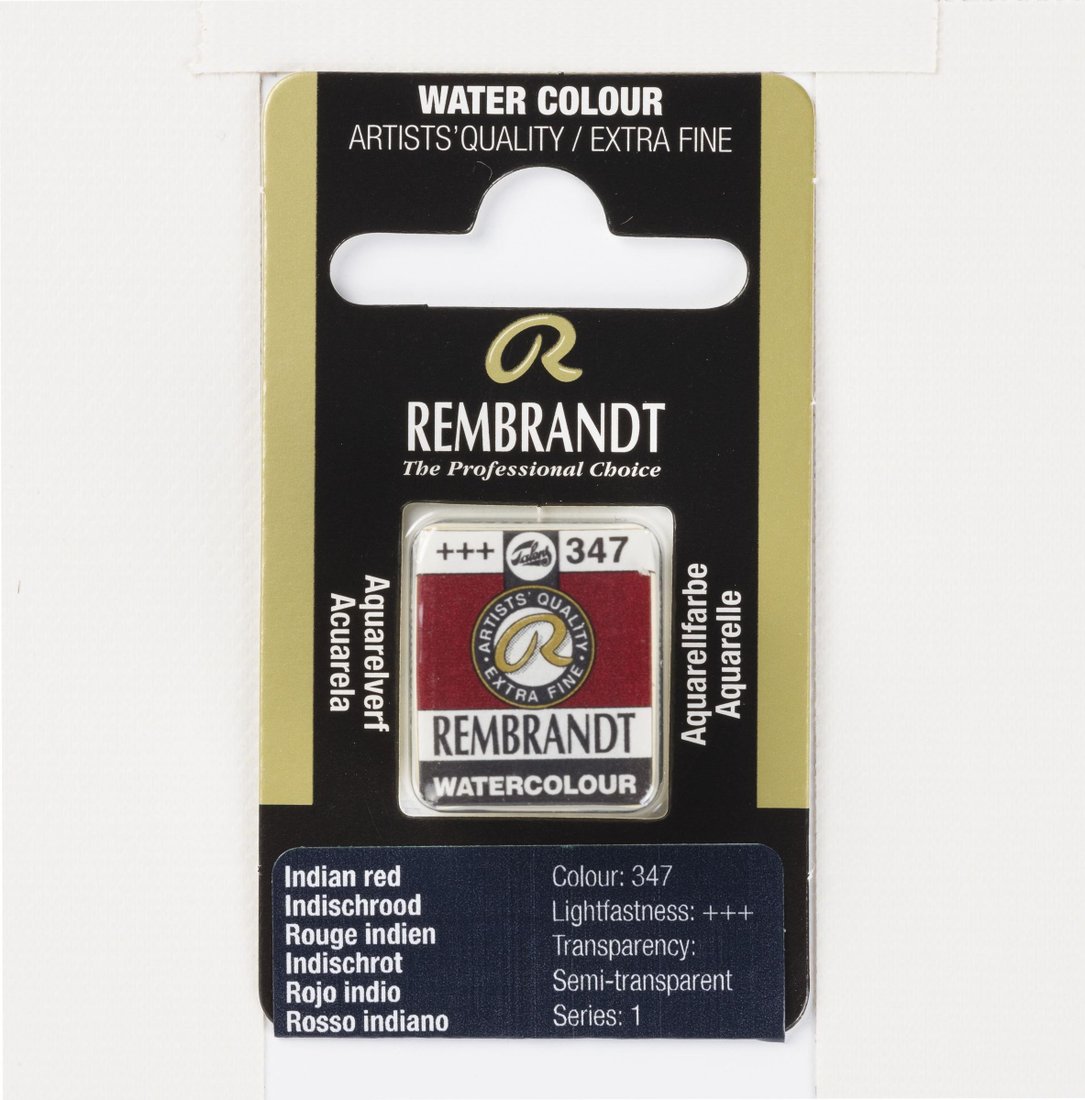 WATER COLOUR
ARTISTS' QUALITY / EXTRA FINE
R
REMBRANDT
The Professional Choice
+++ Talens 347
ARTISTS' QUALITY
R
EXTRA FINE
REMBRANDT
WATERCOLOUR
Aquarelverf
Acuarela
Aquarellfarbe
Aquarelle
Indian red
Indischrood
Rouge indien
Indischrot
Rojo indio
Rosso indiano
Colour: 347
Lightfastness: +++
Transparency:
Semi-transparent
Series: 1